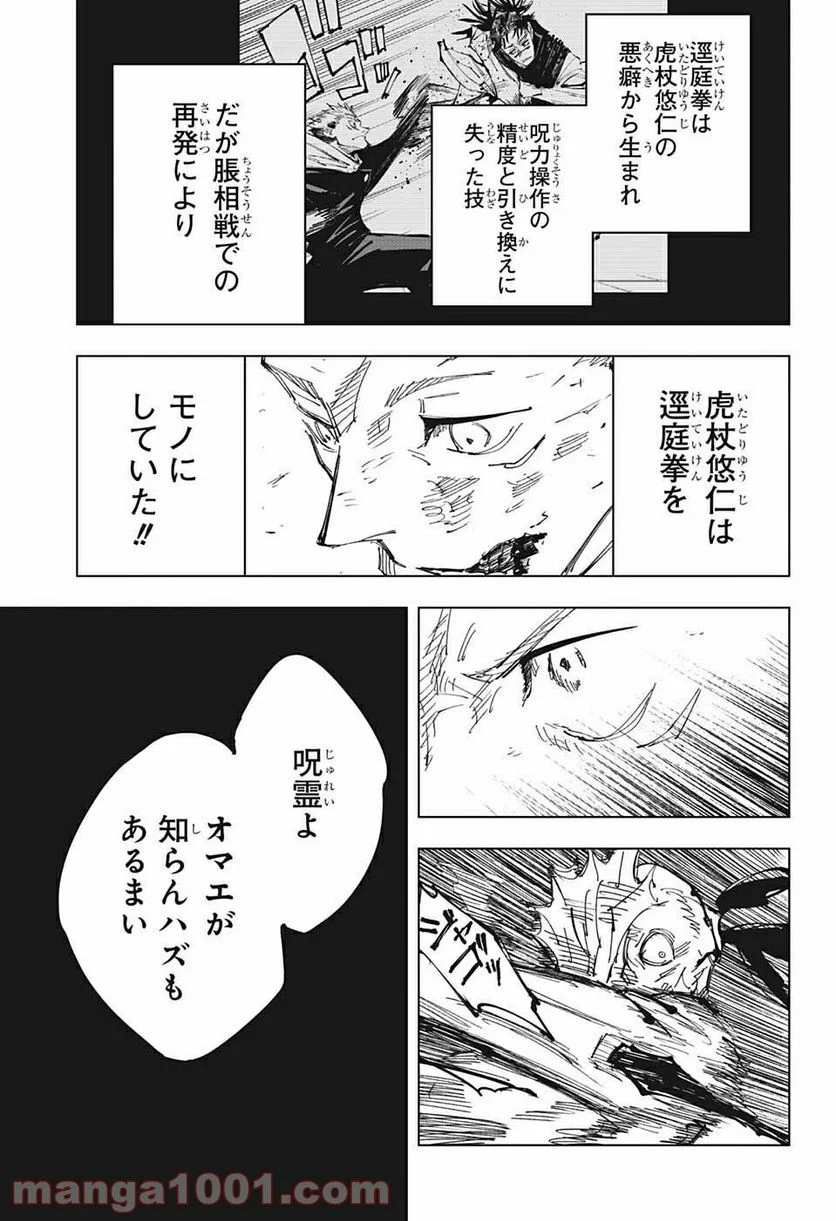 逕庭拳は
虎杖悠仁の
悪癖から生まれ
呪力操作の
精度と引き換えに
失った技
だが脹相戦での
再発により
虎杖悠仁は
逕庭拳を
モノに
していた!!
呪霊よ
オマエが
知らんハズも
あるまい
manga1001.com